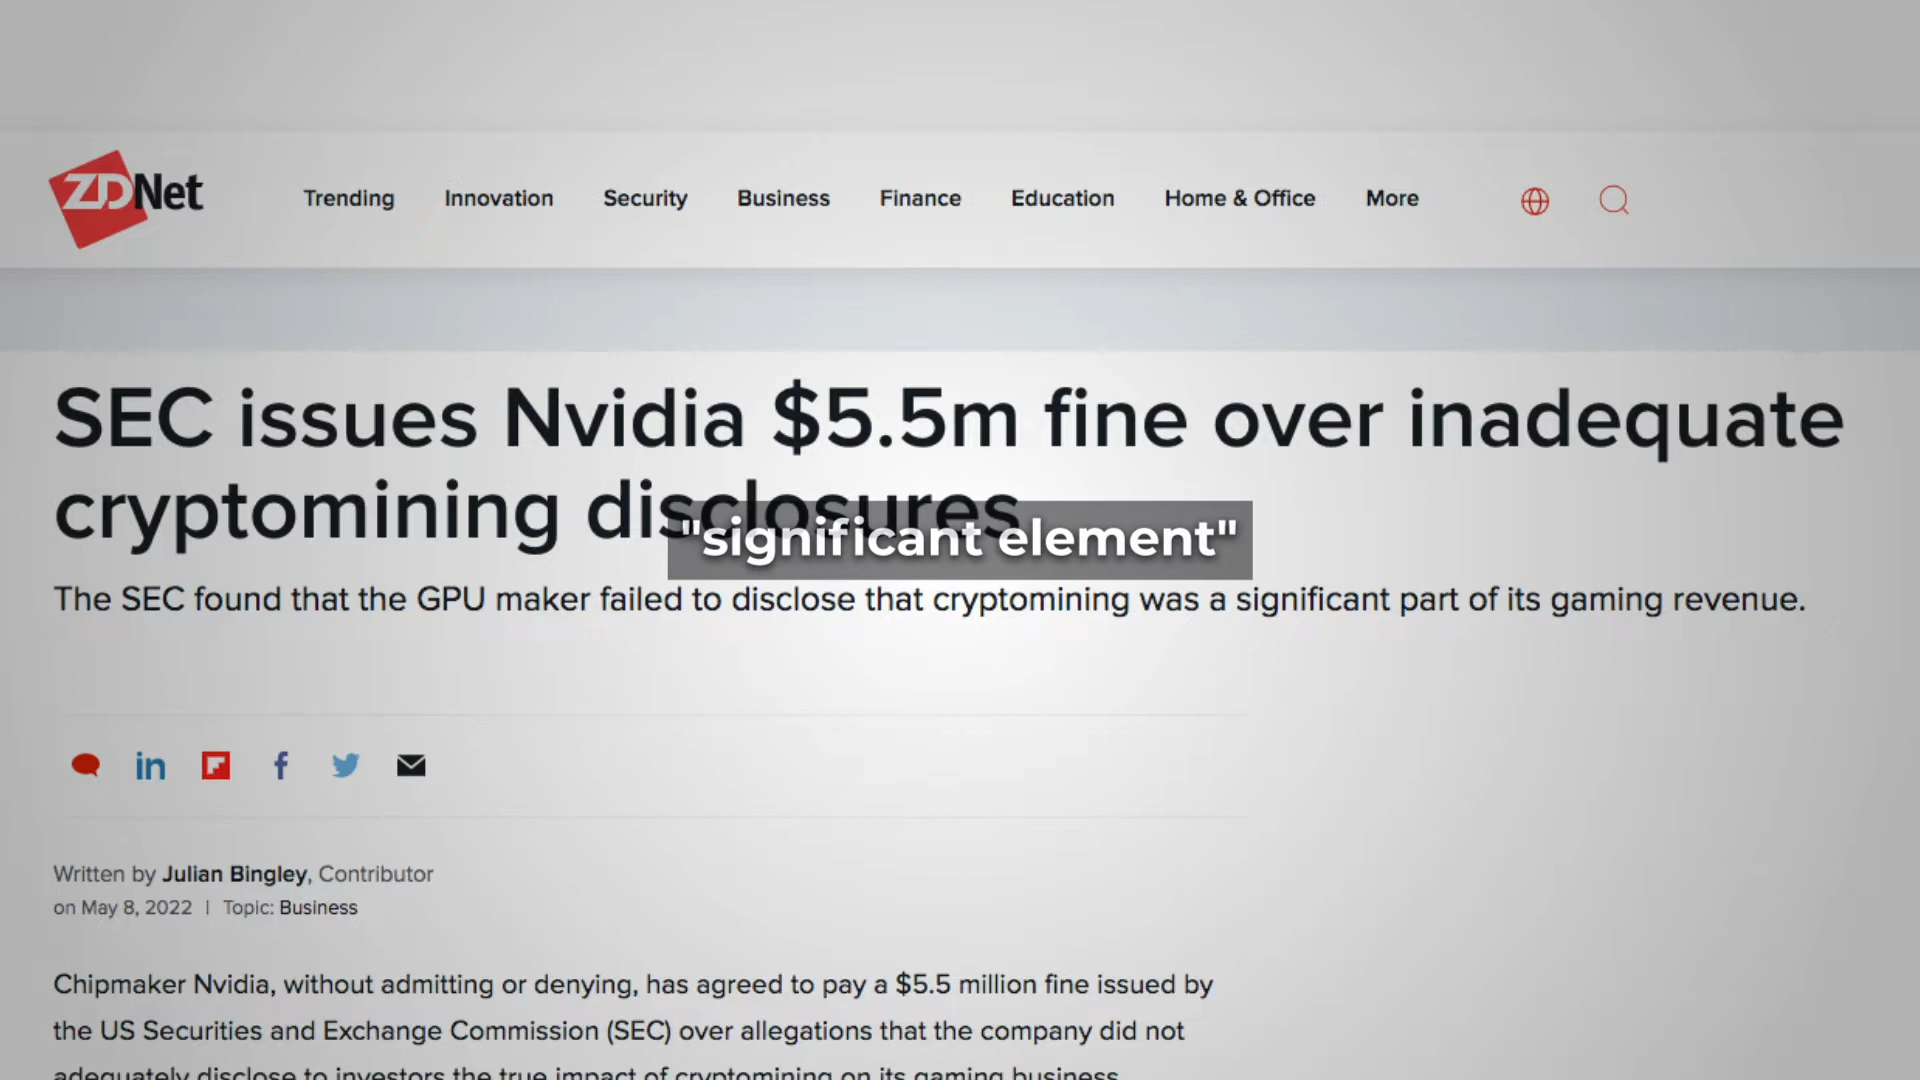 ZDNet
Trending Innovation Security Business Finance Education Home & Office More
SEC issues Nvidia $5.5m fine over inadequate
cryptomining disclosures
"significant element"
The SEC found that the GPU maker failed to disclose that cryptomining was a significant part of its gaming revenue.
Written by Julian Bingley, Contributor
on May 8, 2022 | Topic: Business
Chipmaker Nvidia, without admitting or denying, has agreed to pay a $5.5 million fine issued by
the US Securities and Exchange Commission (SEC) over allegations that the company did not
adequately disclose to investors the true impact of cryptomining on its gaming business.